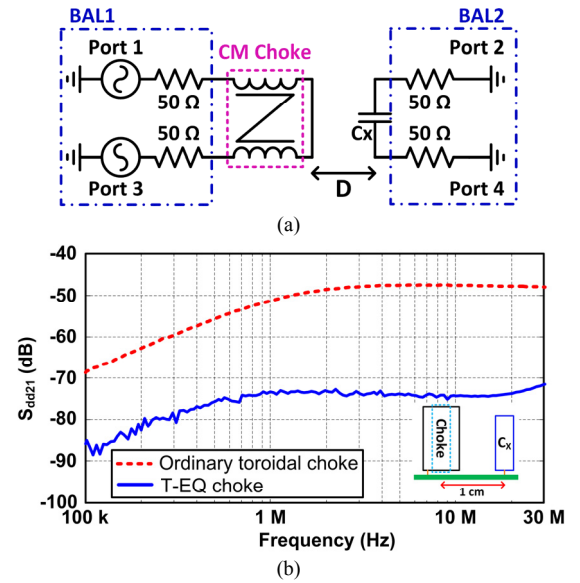 BAL1
BAL2
Port 1
CM Choke
Port 2
50 Ω
50 Ω
Cx
50 Ω
50 Ω
Port 3
D
Port 4
(a)
-40
-50
-60
-70
-80
-90
-100
Sdd21 (dB)
Ordinary toroidal choke
T-EQ choke
Choke
CX
1 cm
100 k
1 M
10 M
30 M
Frequency (Hz)
(b)